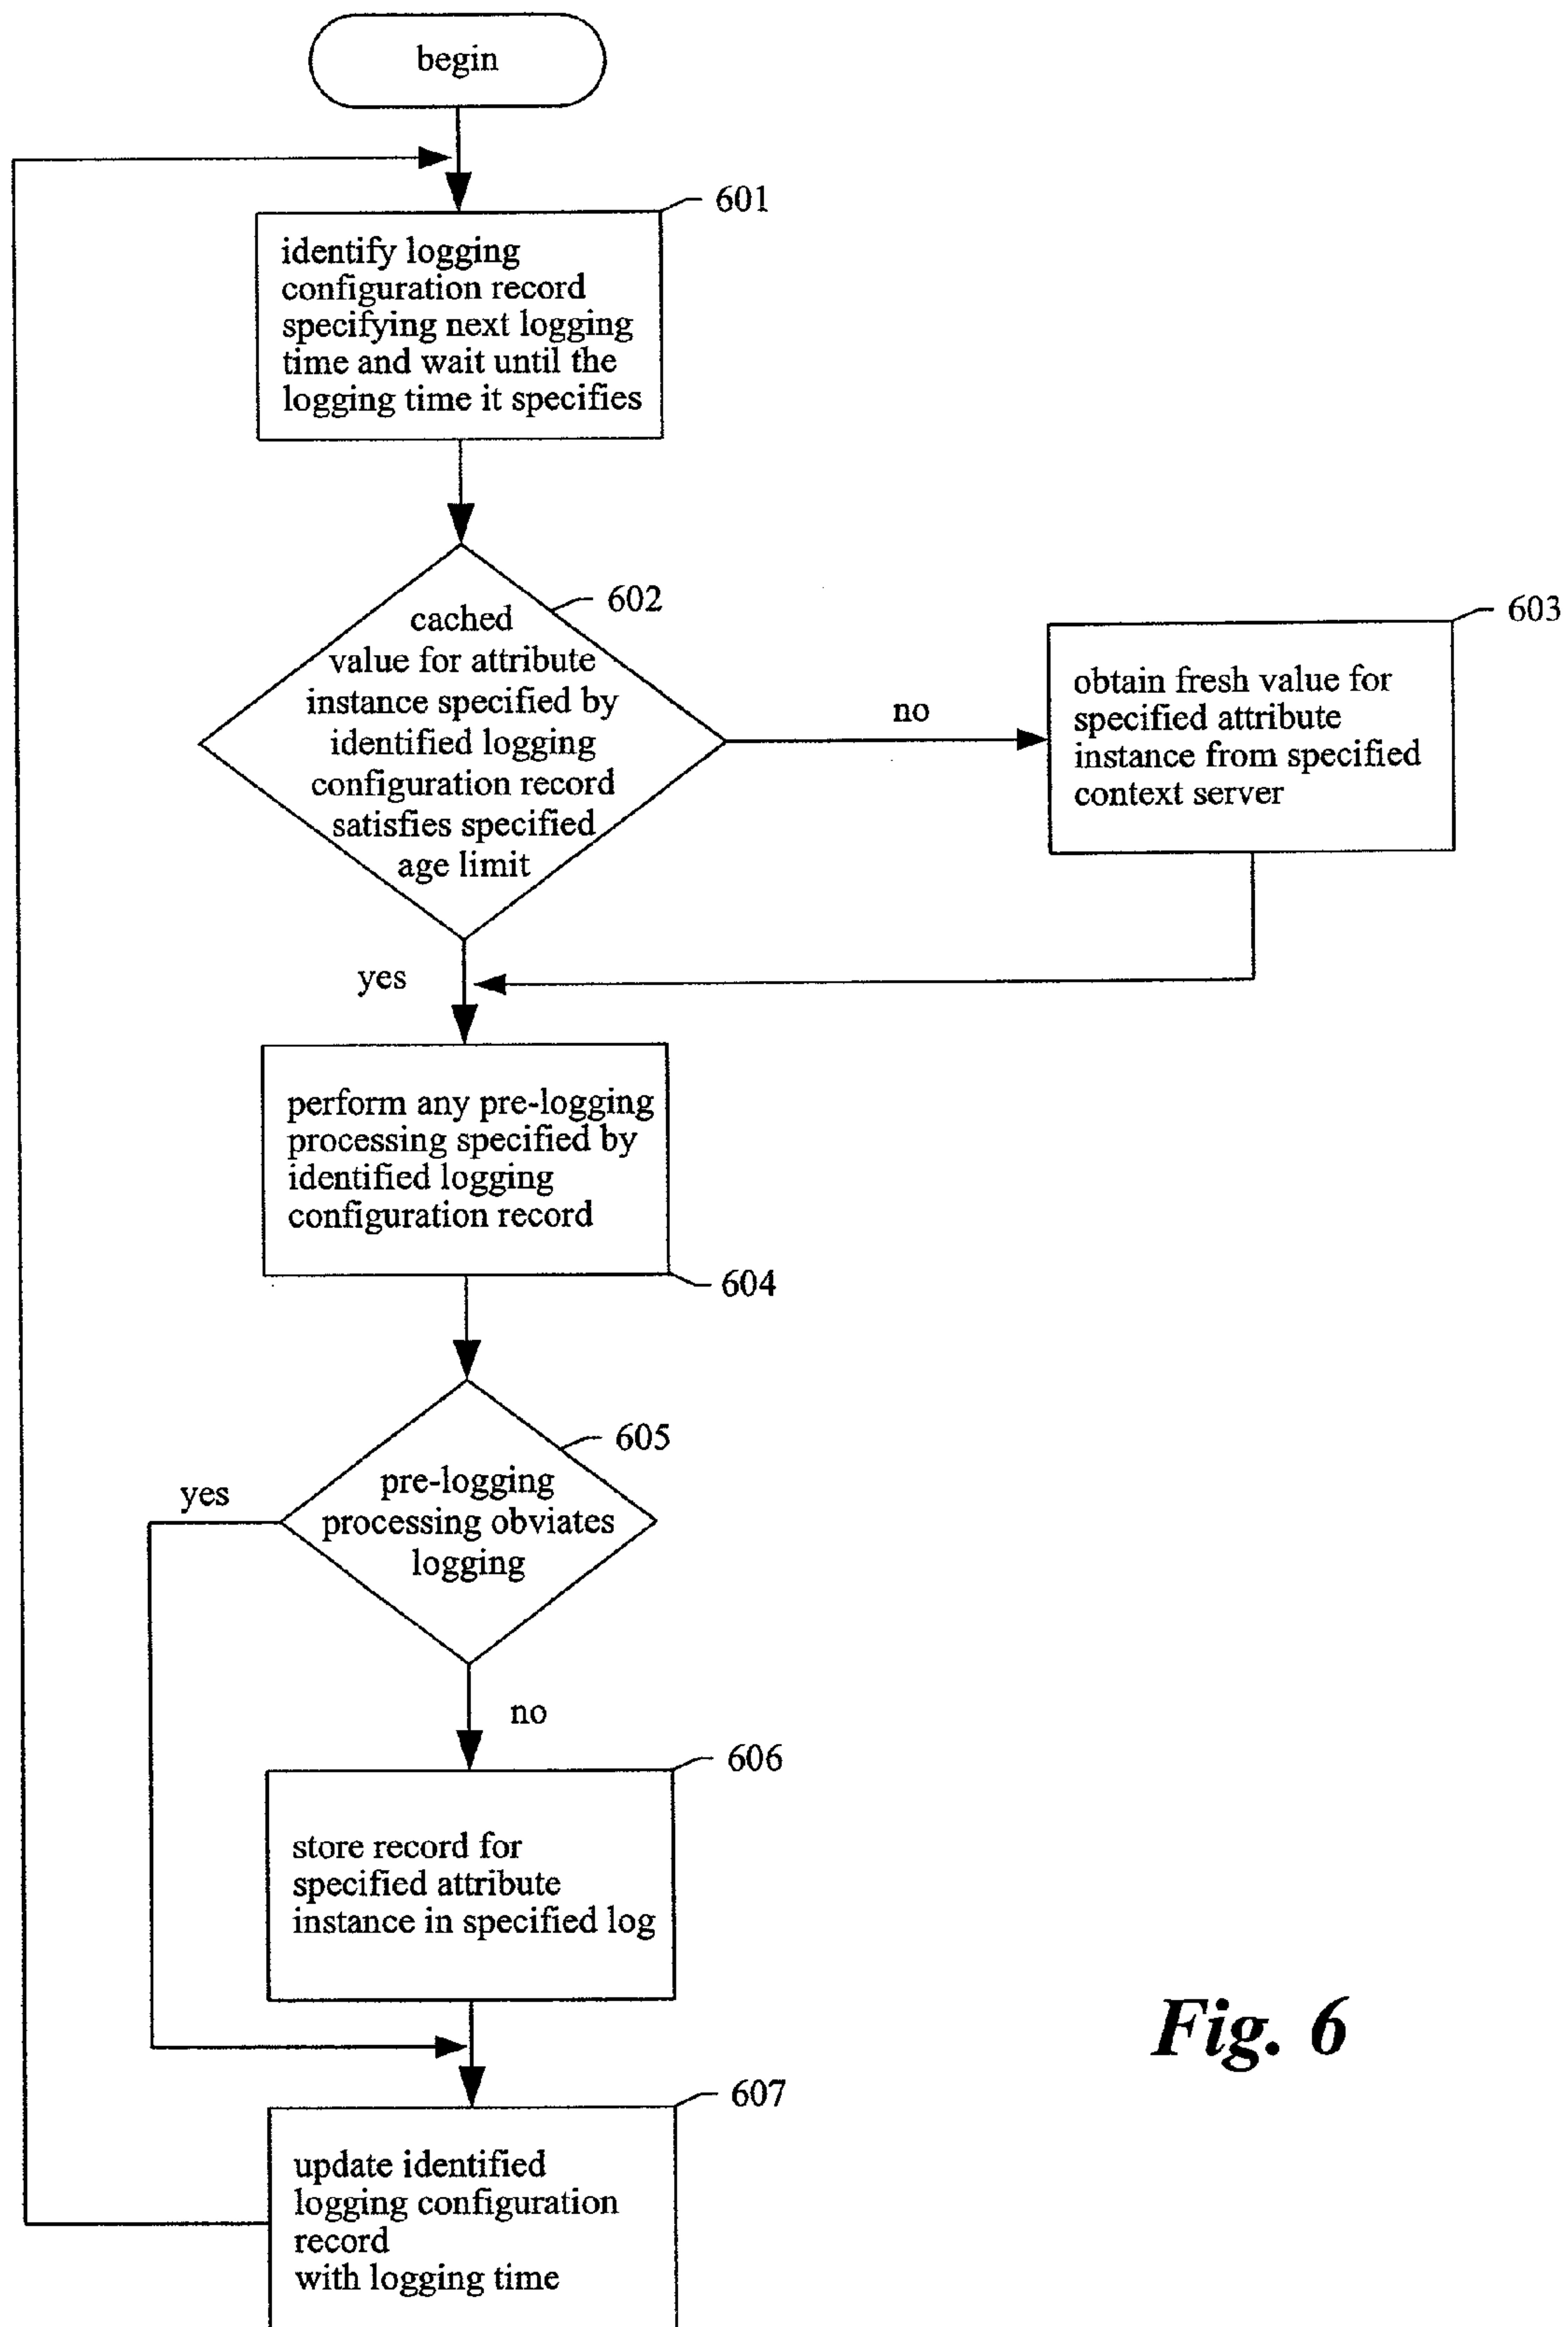 begin
601
identify logging
configuration record
specifying next logging
time and wait until the
logging time it specifies
602
cached
value for attribute
instance specified by
identified logging
configuration record
satisfies specified
age limit
no
603
obtain fresh value for
specified attribute
instance from specified
context server
yes
perform any pre-logging
processing specified by
identified logging
configuration record
604
605
pre-logging
processing obviates
logging
yes
no
606
store record for
specified attribute
instance in specified log
607
update identified
logging configuration
record
with logging time
Fig. 6